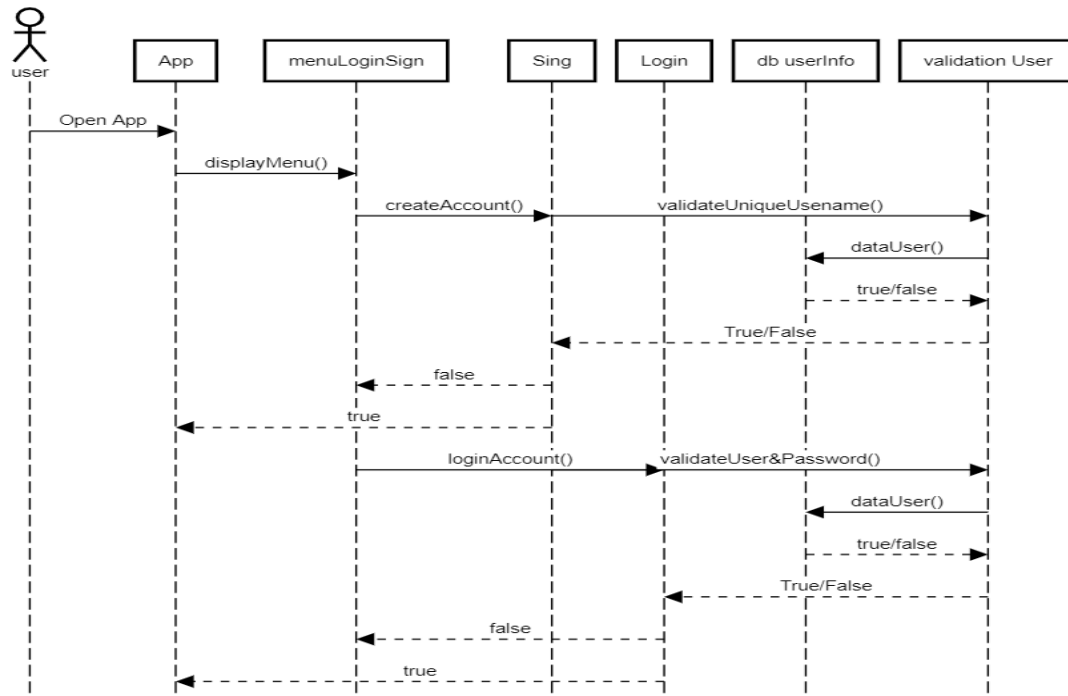 user
App
menuLoginSign
Sing
Login
db userInfo
validation User
Open App
displayMenu()
createAccount()
validateUniqueUsename()
dataUser()
true/false
True/False
false
true
loginAccount()
validateUser&Password()
dataUser()
true/false
True/False
false
true